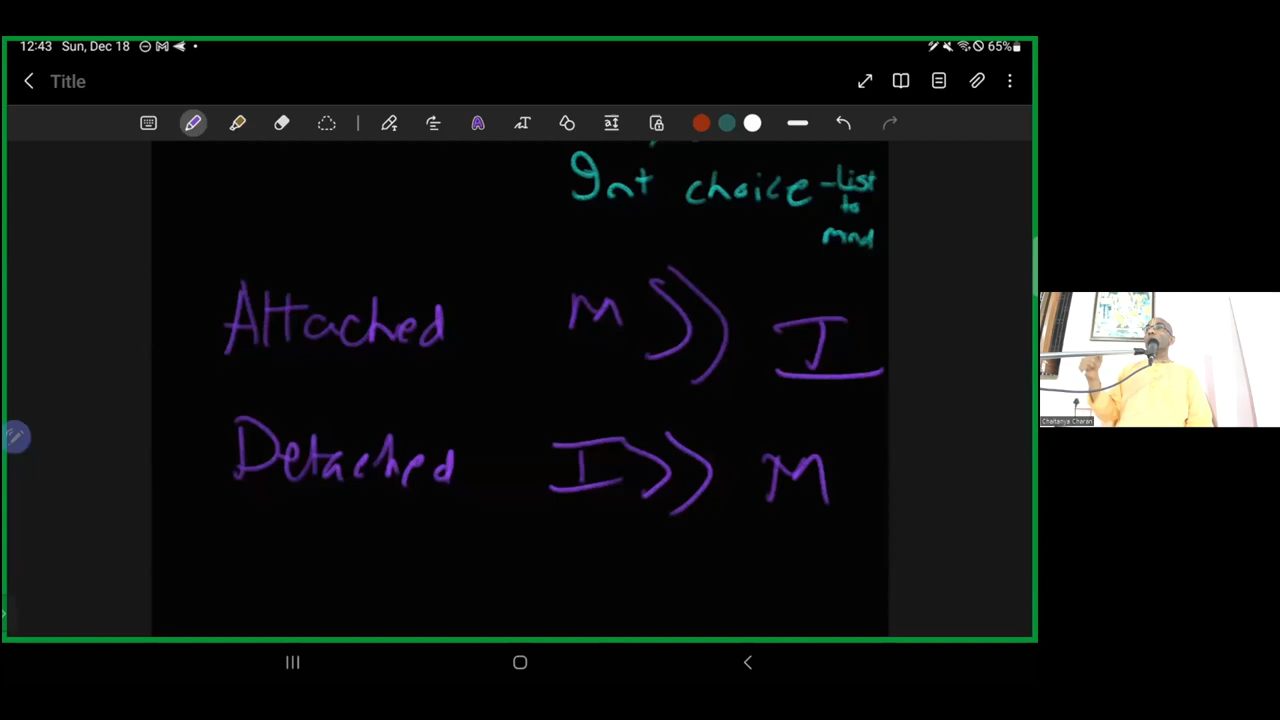 12:43 Sun, Dec 18 65%
Title
Int choice - List
to
mnd
Attached M >> I
Detached I >> M
Chaitanya Charan